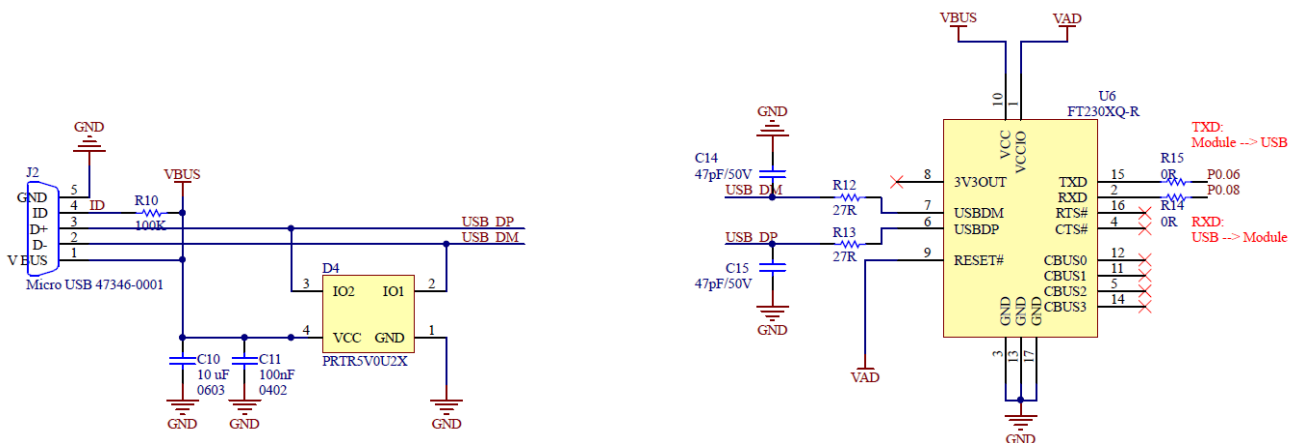 GND
J2
GND 5
ID 4 ID
D+ 3
D- 2
V BUS 1
Micro USB 47346-0001
VBUS
R10
100K
USB_DP
USB_DM
D4
3 IO2 IO1 2
4 VCC GND 1
PRTR5V0U2X
C10
10 uF
0603
GND
C11
100nF
0402
GND
GND
VBUS
VAD
10
1
U6
FT230XQ-R
VCC
VCCIO
GND
C14
47pF/50V
USB_DM
R12
27R
USB_DP
R13
27R
C15
47pF/50V
GND
VAD
8 3V3OUT
7 USBDM
6 USBDP
9 RESET#
TXD 15
RXD 2
RTS# 16
CTS# 4
CBUS0 12
CBUS1 11
CBUS2 5
CBUS3 14
GND
GND
GND
3
13
17
GND
TXD:
Module --> USB
R15
0R
P0.06
P0.08
R14
0R
RXD:
USB --> Module